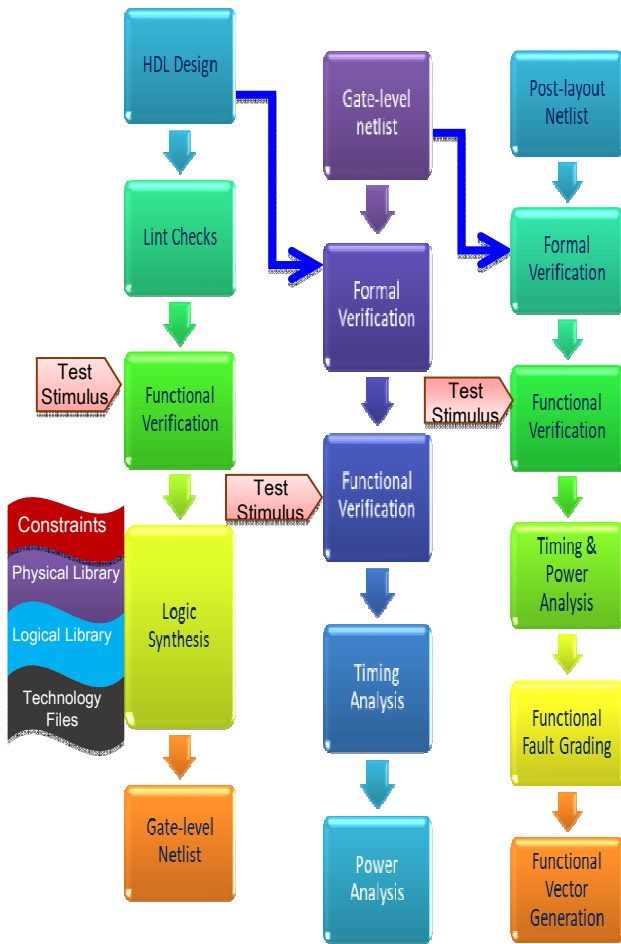 HDL Design
Lint Checks
Test
Stimulus
Functional
Verification
Constraints
Physical Library
Logical Library
Technology
Files
Logic
Synthesis
Gate-level
Netlist
Gate-level
netlist
Formal
Verification
Test
Stimulus
Functional
Verification
Timing
Analysis
Power
Analysis
Post-layout
Netlist
Formal
Verification
Test
Stimulus
Functional
Verification
Timing &
Power
Analysis
Functional
Fault Grading
Functional
Vector
Generation